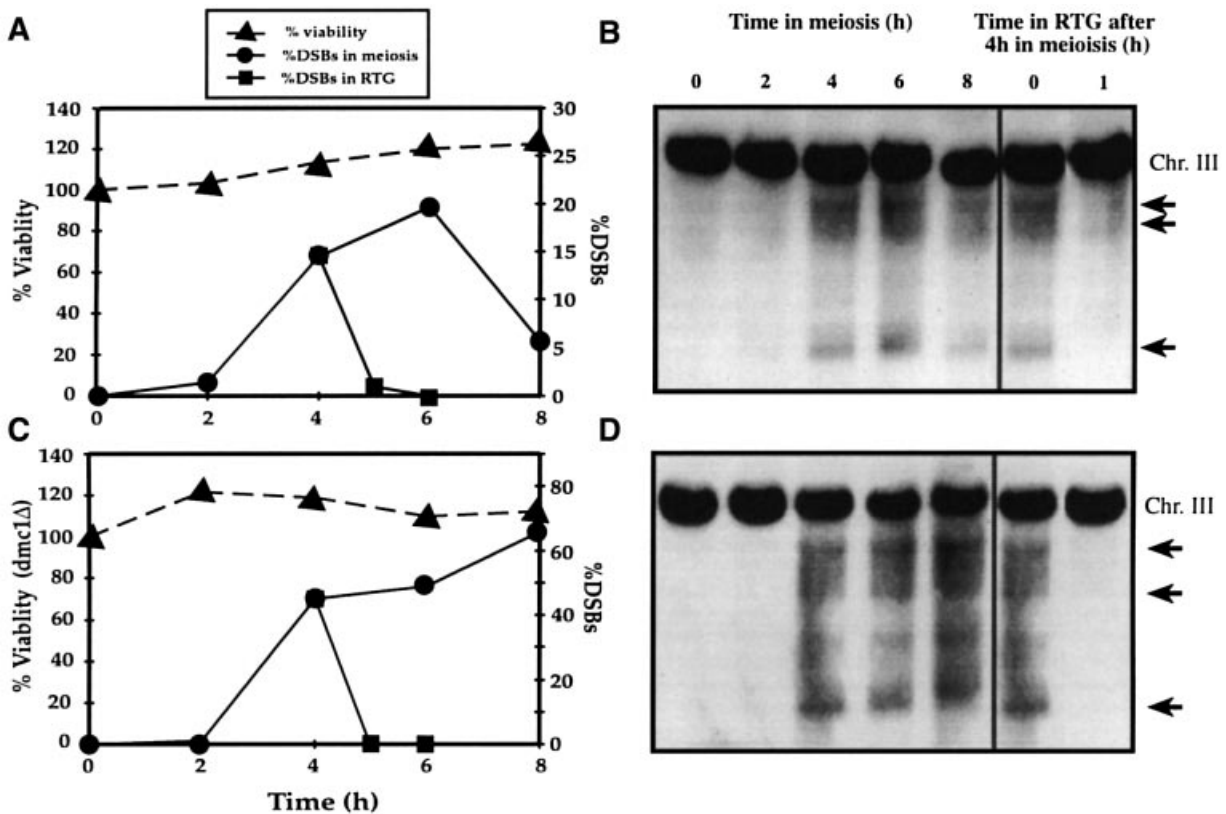 A
% viability
%DSBs in meiosis
%DSBs in RTG
140
120
100
80
60
40
20
0
% Viablity
30
25
20
15
10
5
0
%DSBs
0 2 4 6 8
B
Time in meiosis (h)
Time in RTG after
4h in meioisis (h)
0 2 4 6 8 0 1
Chr. III
C
140
120
100
80
60
40
20
0
% Viablity (dmc1Δ)
80
60
40
20
0
%DSBs
0 2 4 6 8
Time (h)
D
Chr. III